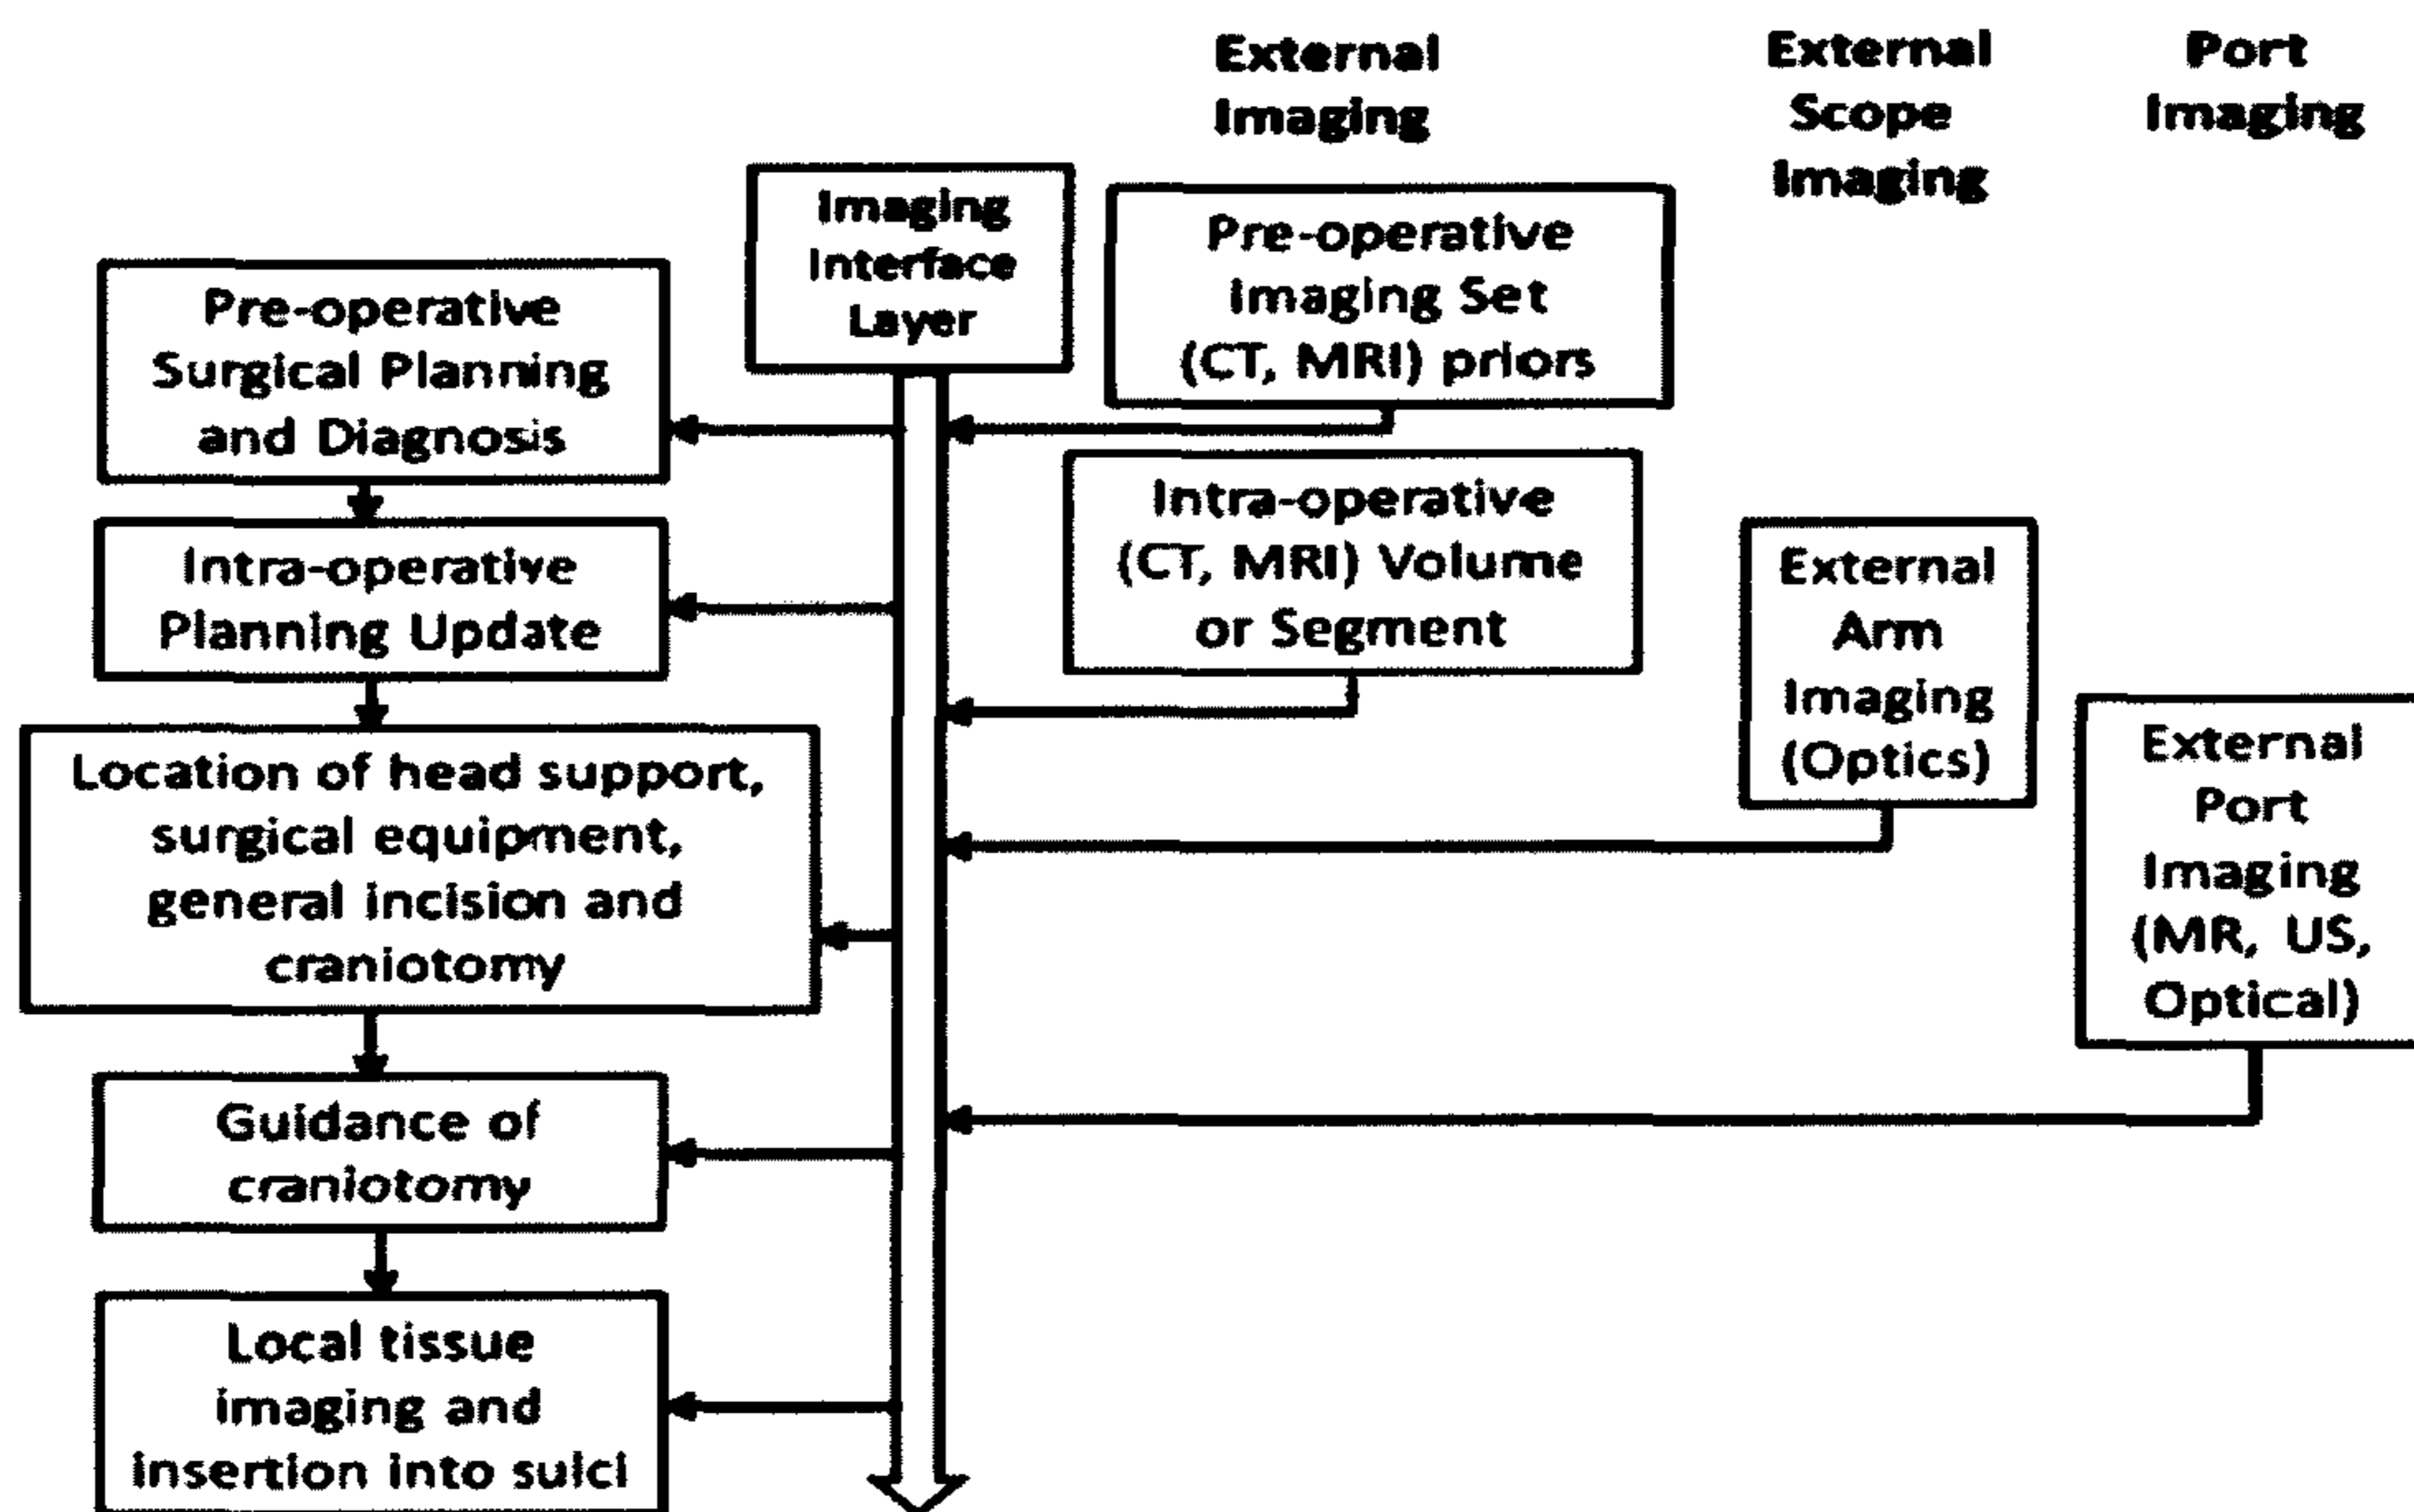 External
Imaging
External
Scope
Imaging
Port
Imaging
Imaging
Interface
Layer
Pre-operative
Imaging Set
(CT, MRI) priors
Pre-operative
Surgical Planning
and Diagnosis
Intra-operative
(CT, MRI) Volume
or Segment
Intra-operative
Planning Update
External
Arm
Imaging
(Optics)
External
Port
Imaging
(MR, US,
Optical)
Location of head support,
surgical equipment,
general incision and
craniotomy
Guidance of
craniotomy
Local tissue
imaging and
insertion into sulci